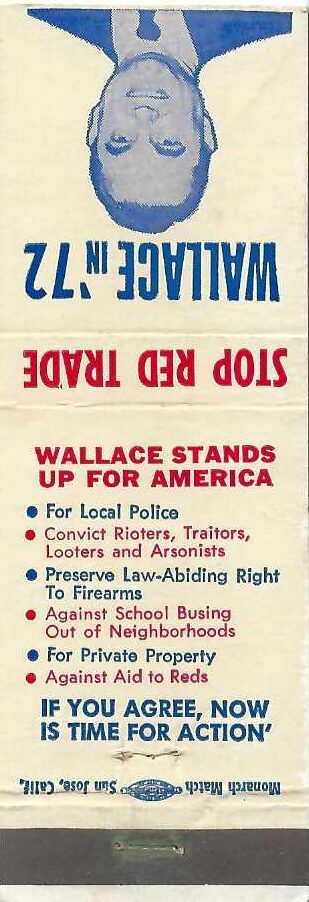 WALLACE IN '72
STOP RED TRADE
WALLACE STANDS
UP FOR AMERICA
• For Local Police
• Convict Rioters, Traitors,
Looters and Arsonists
• Preserve Law-Abiding Right
To Firearms
• Against School Busing
Out of Neighborhoods
• For Private Property
• Against Aid to Reds
IF YOU AGREE, NOW
IS TIME FOR ACTION'
Monarch Match San Jose, Calif.